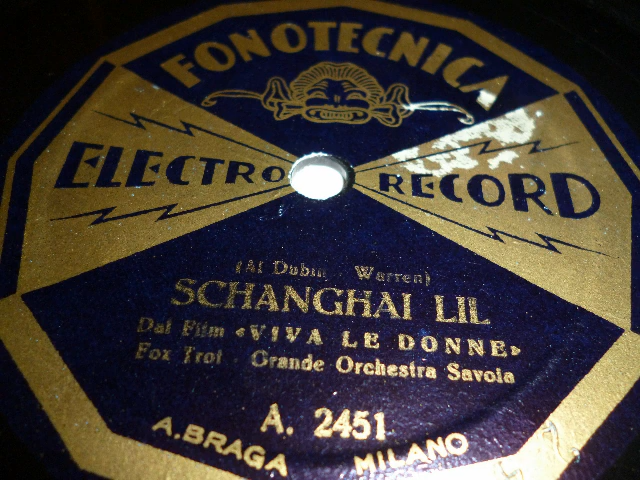 FONOTECNICA
ELECTRO RECORD
(Al Dubin . Warren)
SCHANGHAI LIL
Dal Film «VIVA LE DONNE»
Fox Trot . Grande Orchestra Savoia
A. 2451
A. BRAGA MILANO